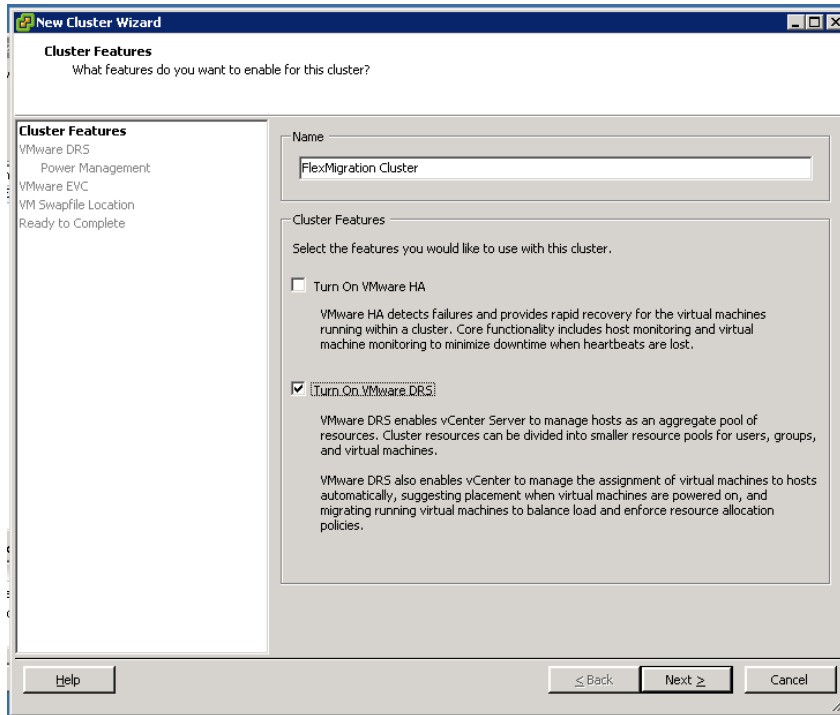 New Cluster Wizard
Cluster Features
What features do you want to enable for this cluster?
Cluster Features
VMware DRS
Power Management
VMware EVC
VM Swapfile Location
Ready to Complete
Name
FlexMigration Cluster
Cluster Features
Select the features you would like to use with this cluster.
Turn On VMware HA
VMware HA detects failures and provides rapid recovery for the virtual machines
running within a cluster. Core functionality includes host monitoring and virtual
machine monitoring to minimize downtime when heartbeats are lost.
Turn On VMware DRS
VMware DRS enables vCenter Server to manage hosts as an aggregate pool of
resources. Cluster resources can be divided into smaller resource pools for users, groups,
and virtual machines.
VMware DRS also enables vCenter to manage the assignment of virtual machines to hosts
automatically, suggesting placement when virtual machines are powered on, and
migrating running virtual machines to balance load and enforce resource allocation
policies.
Help
< Back
Next >
Cancel